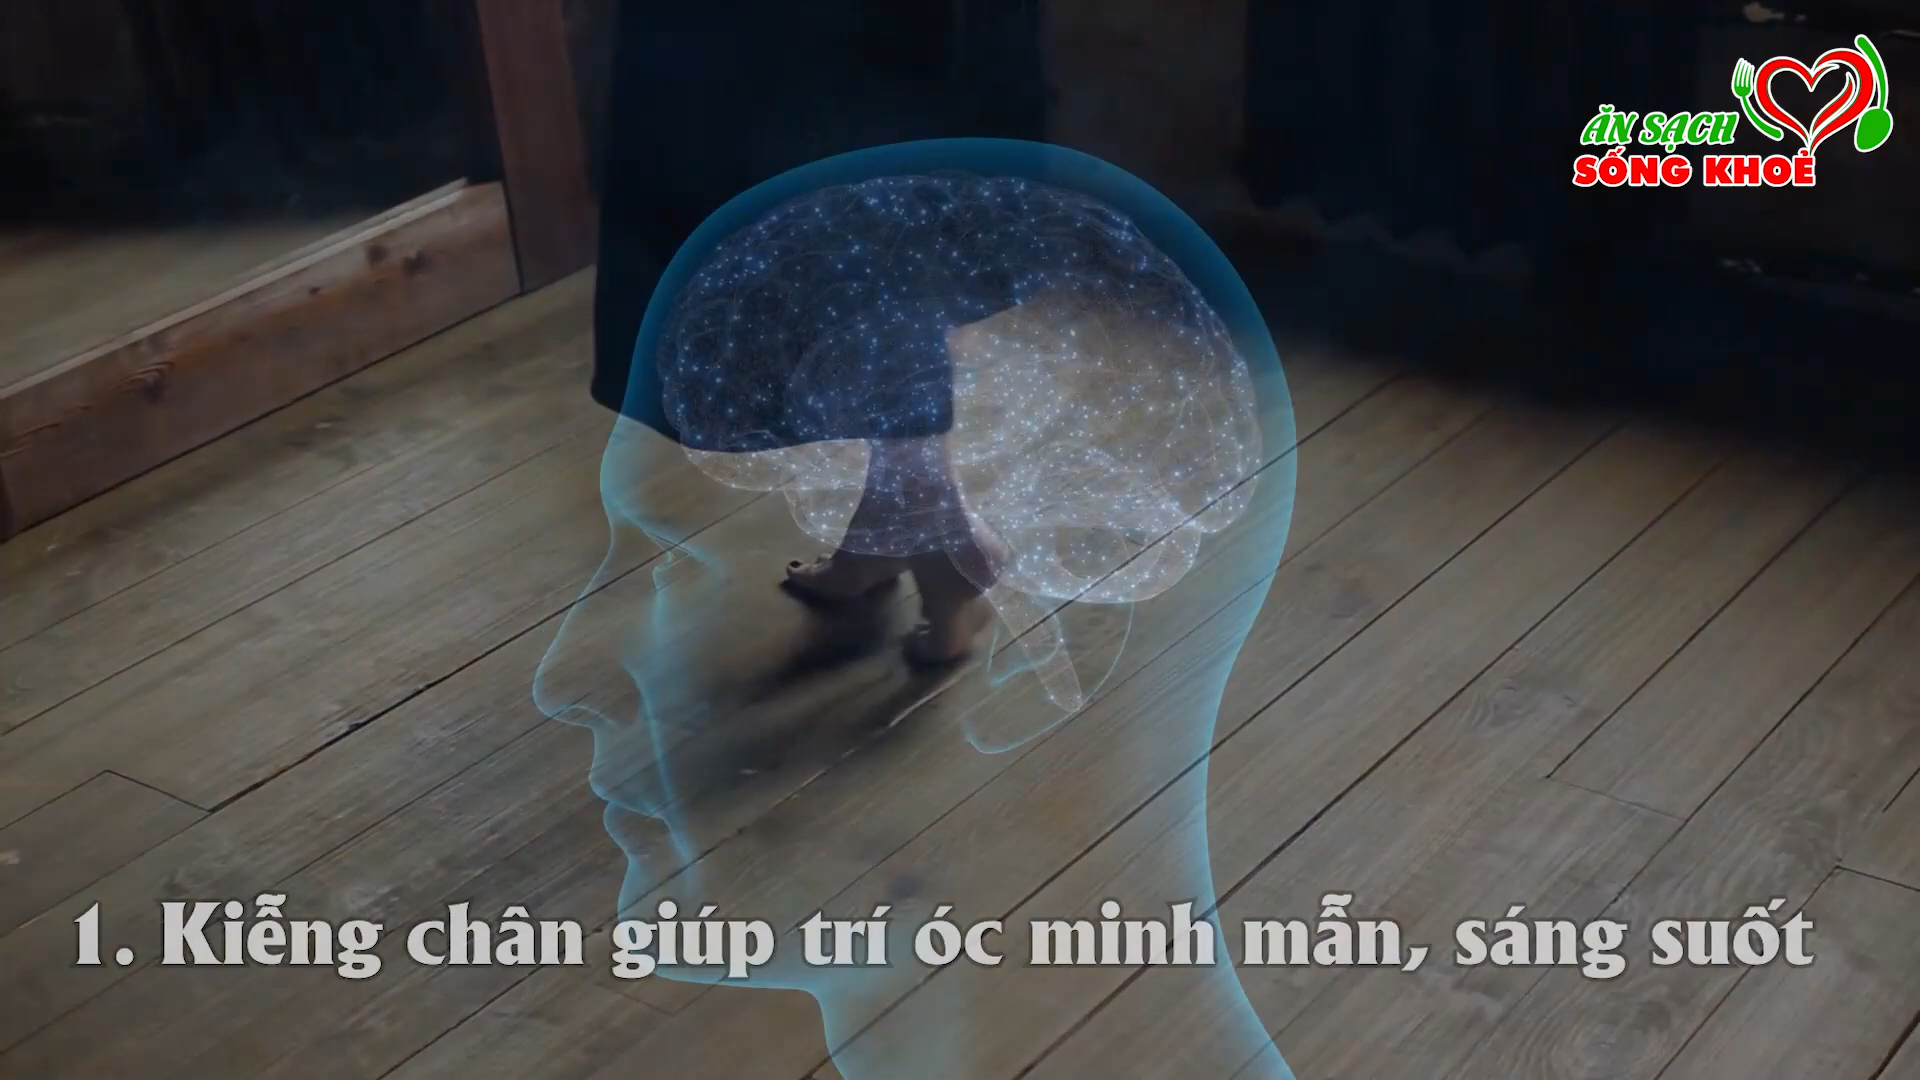 ĂN SẠCH
SỐNG KHOẺ
1. Kiễng chân giúp trí óc minh mẫn, sáng suốt